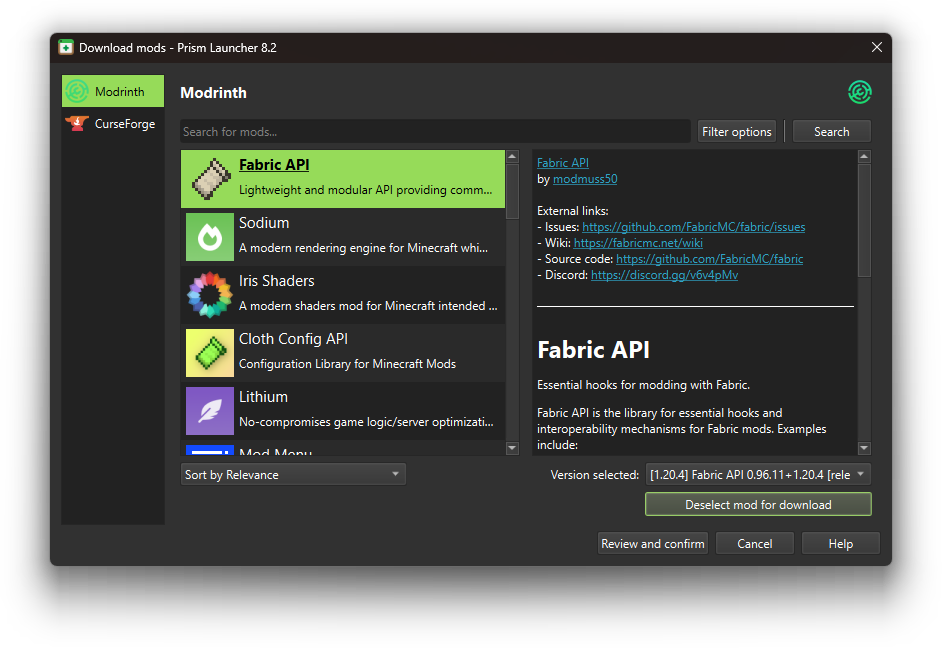 Download mods - Prism Launcher 8.2
Modrinth
CurseForge
Modrinth
Search for mods...
Filter options
Search
Fabric API
Lightweight and modular API providing comm...
Sodium
A modern rendering engine for Minecraft whi...
Iris Shaders
A modern shaders mod for Minecraft intended ...
Cloth Config API
Configuration Library for Minecraft Mods
Lithium
No-compromises game logic/server optimizati...
Mod Menu
Fabric API
by modmuss50
External links:
- Issues: https://github.com/FabricMC/fabric/issues
- Wiki: https://fabricmc.net/wiki
- Source code: https://github.com/FabricMC/fabric
- Discord: https://discord.gg/v6v4pMv
Fabric API
Essential hooks for modding with Fabric.
Fabric API is the library for essential hooks and
interoperability mechanisms for Fabric mods. Examples
include:
Sort by Relevance
Version selected:
[1.20.4] Fabric API 0.96.11+1.20.4 [rele
Deselect mod for download
Review and confirm
Cancel
Help